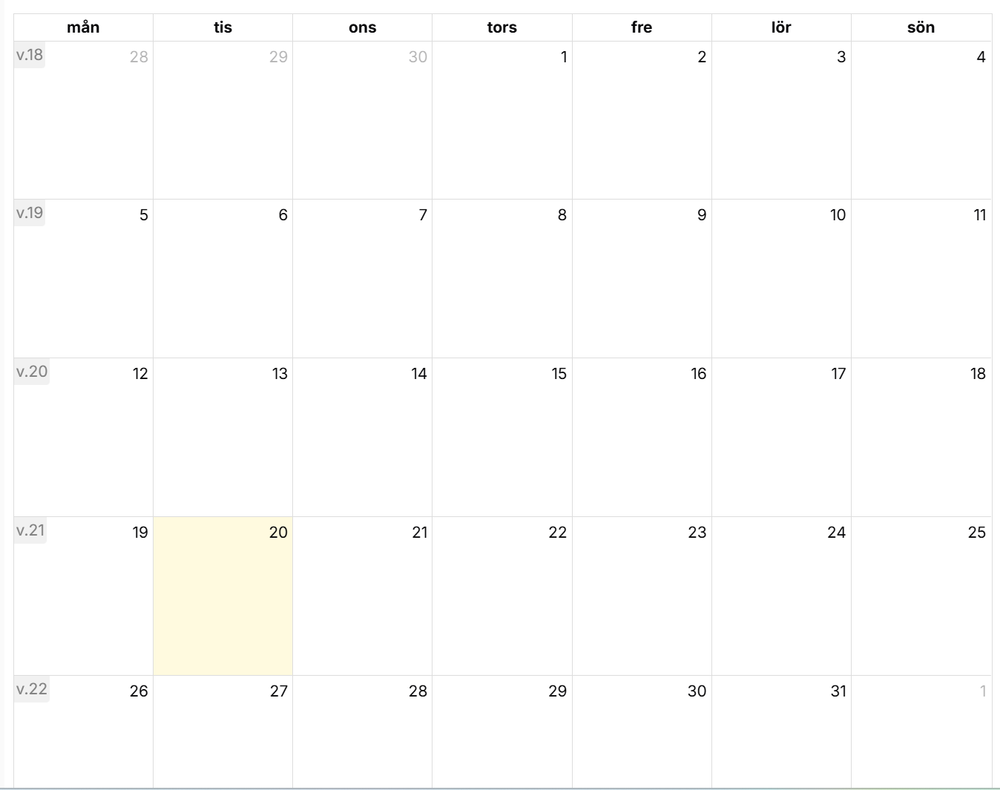 mån tis ons tors fre lör sön
v.18 28 29 30 1 2 3 4
v.19 5 6 7 8 9 10 11
v.20 12 13 14 15 16 17 18
v.21 19 20 21 22 23 24 25
v.22 26 27 28 29 30 31 1